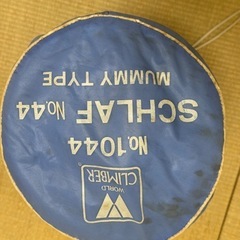 WORLD
CLIMBER
No.1044
SCHLAF No.44
MUMMY TYPE